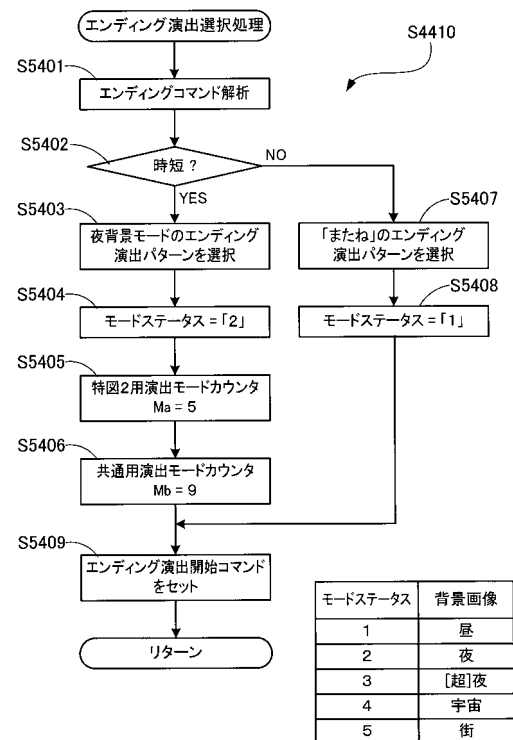 エンディング演出選択処理
S4410
S5401
エンディングコマンド解析
S5402
時短？
NO
YES
S5403
夜背景モードのエンディング
演出パターンを選択
S5407
「またね」のエンディング
演出パターンを選択
S5404
モードステータス=「2」
S5408
モードステータス=「1」
S5405
特図2用演出モードカウンタ
Ma = 5
S5406
共通用演出モードカウンタ
Mb = 9
S5409
エンディング演出開始コマンド
をセット
リターン
モードステータス 背景画像
1 昼
2 夜
3 [超]夜
4 宇宙
5 街